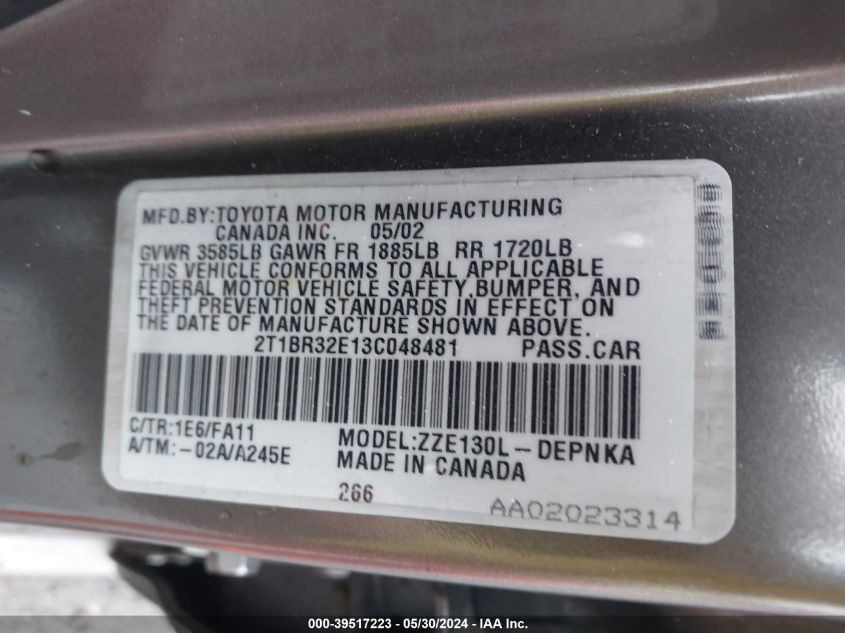 MFD.BY:TOYOTA MOTOR MANUFACTURING
CANADA INC. 05/02
GVWR 3585LB GAWR FR 1885LB RR 1720LB
THIS VEHICLE CONFORMS TO ALL APPLICABLE
FEDERAL MOTOR VEHICLE SAFETY,BUMPER, AND
THEFT PREVENTION STANDARDS IN EFFECT ON
THE DATE OF MANUFACTURE SHOWN ABOVE.
2T1BR32E13C048481 PASS.CAR
C/TR:1E6/FA11 MODEL:ZZE130L-DEPNKA
A/TM:-02A/A245E MADE IN CANADA
266 AA02023314
000-39517223 - 05/30/2024 - IAA Inc.